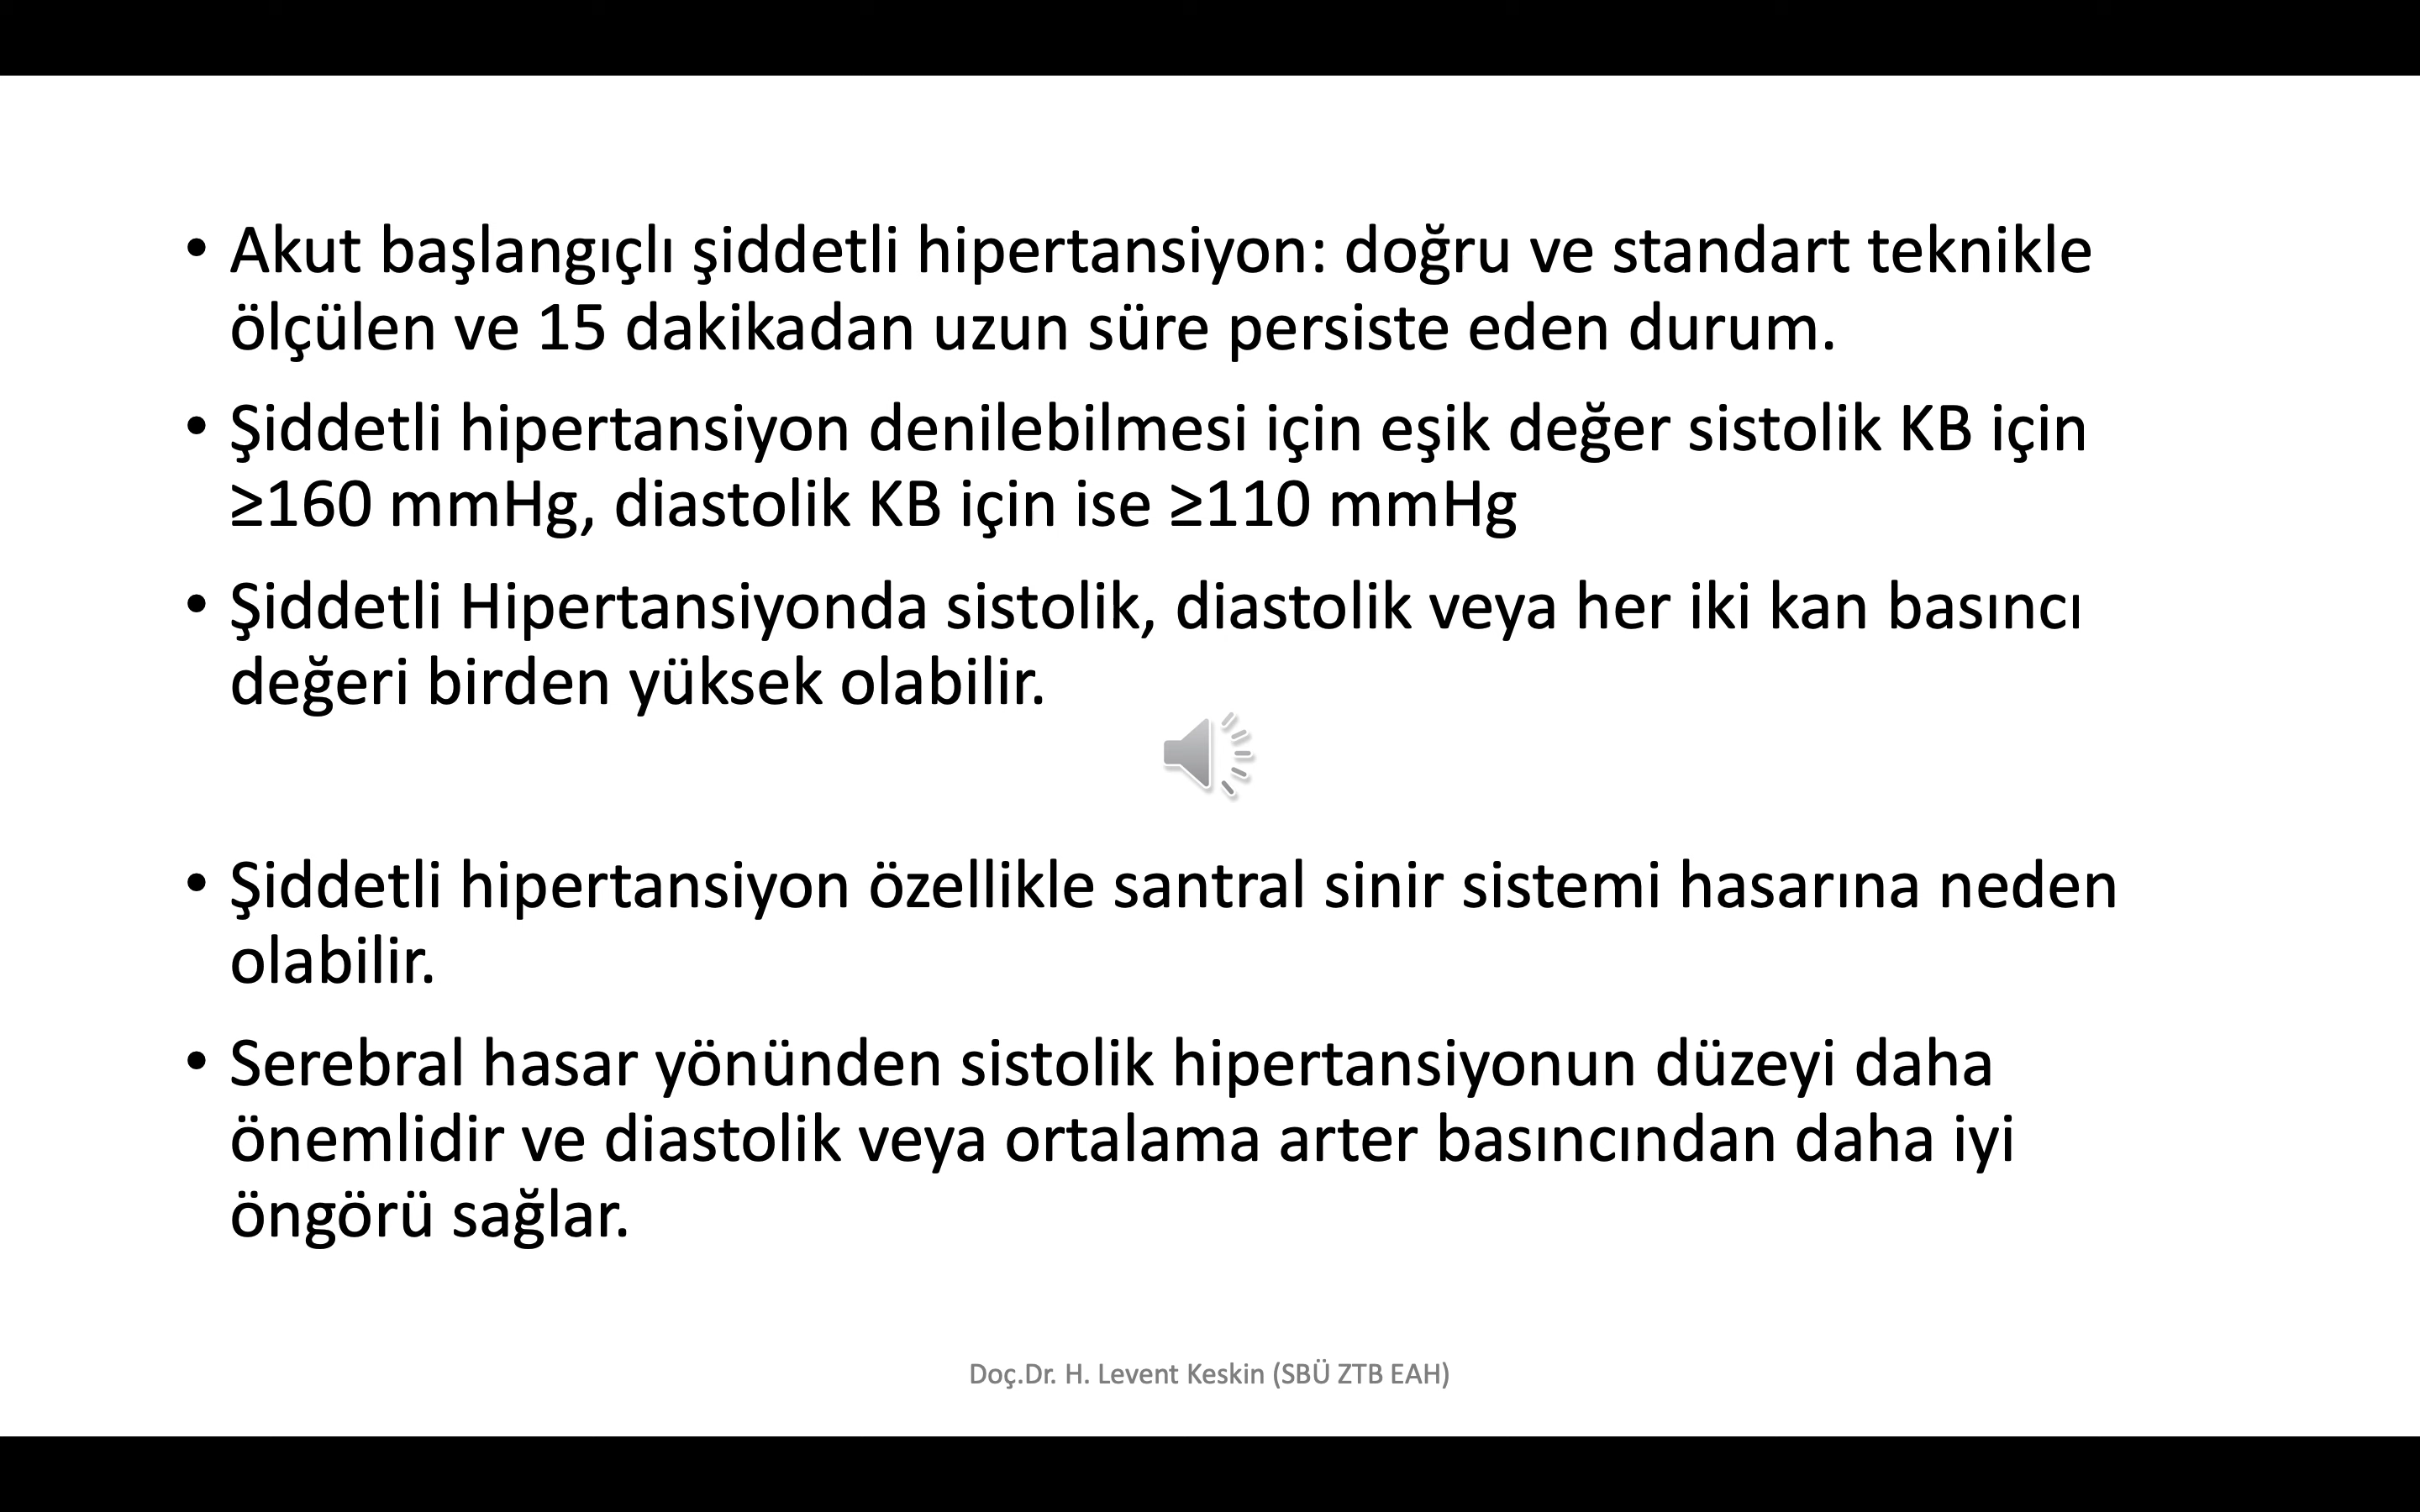 • Akut başlangıçlı şiddetli hipertansiyon: doğru ve standart teknikle
ölçülen ve 15 dakikadan uzun süre persiste eden durum.
• Şiddetli hipertansiyon denilebilmesi için eşik değer sistolik KB için
≥160 mmHg, diastolik KB için ise ≥110 mmHg
• Şiddetli Hipertansiyonda sistolik, diastolik veya her iki kan basıncı
değeri birden yüksek olabilir.
• Şiddetli hipertansiyon özellikle santral sinir sistemi hasarına neden
olabilir.
• Serebral hasar yönünden sistolik hipertansiyonun düzeyi daha
önemlidir ve diastolik veya ortalama arter basıncından daha iyi
öngörü sağlar.
Doç.Dr. H. Levent Keskin (SBÜ ZTB EAH)